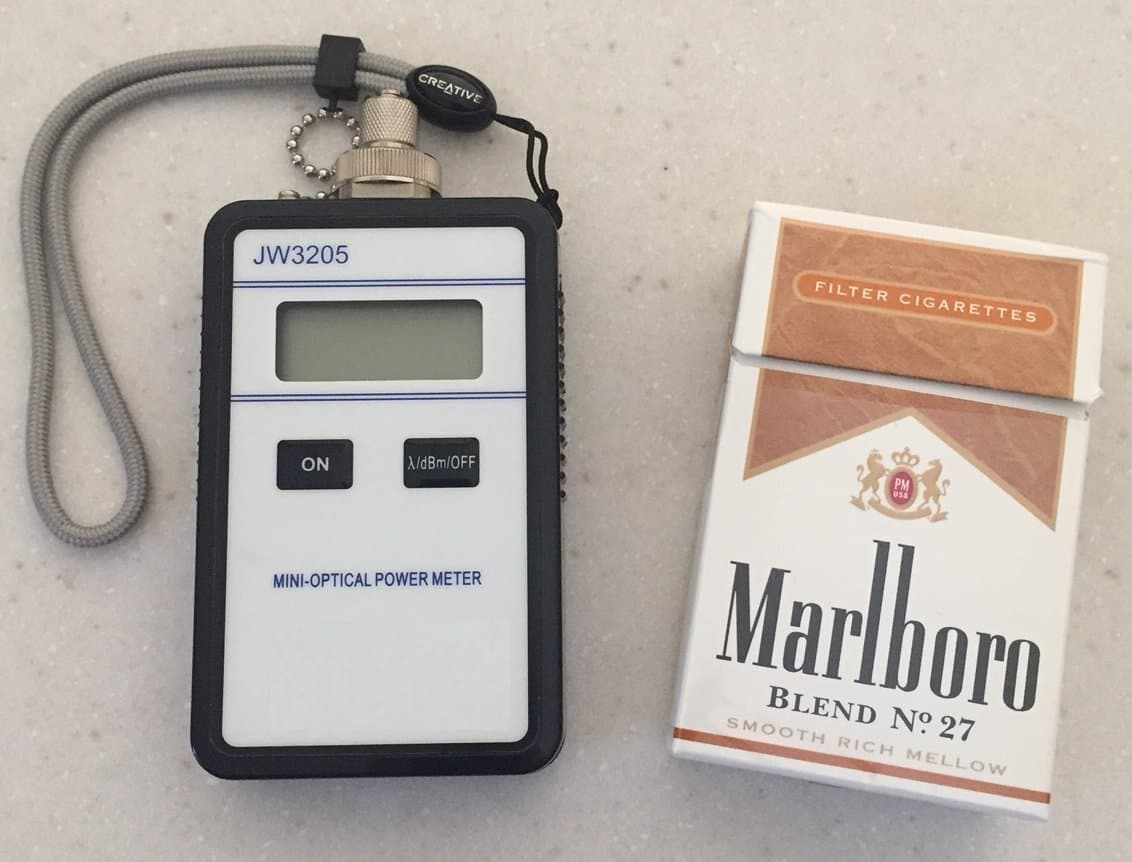 CREATIVE
JW3205
ON
λ/dBm/OFF
MINI-OPTICAL POWER METER
FILTER CIGARETTES
PM
USA
Marlboro
BLEND Nº 27
SMOOTH RICH MELLOW